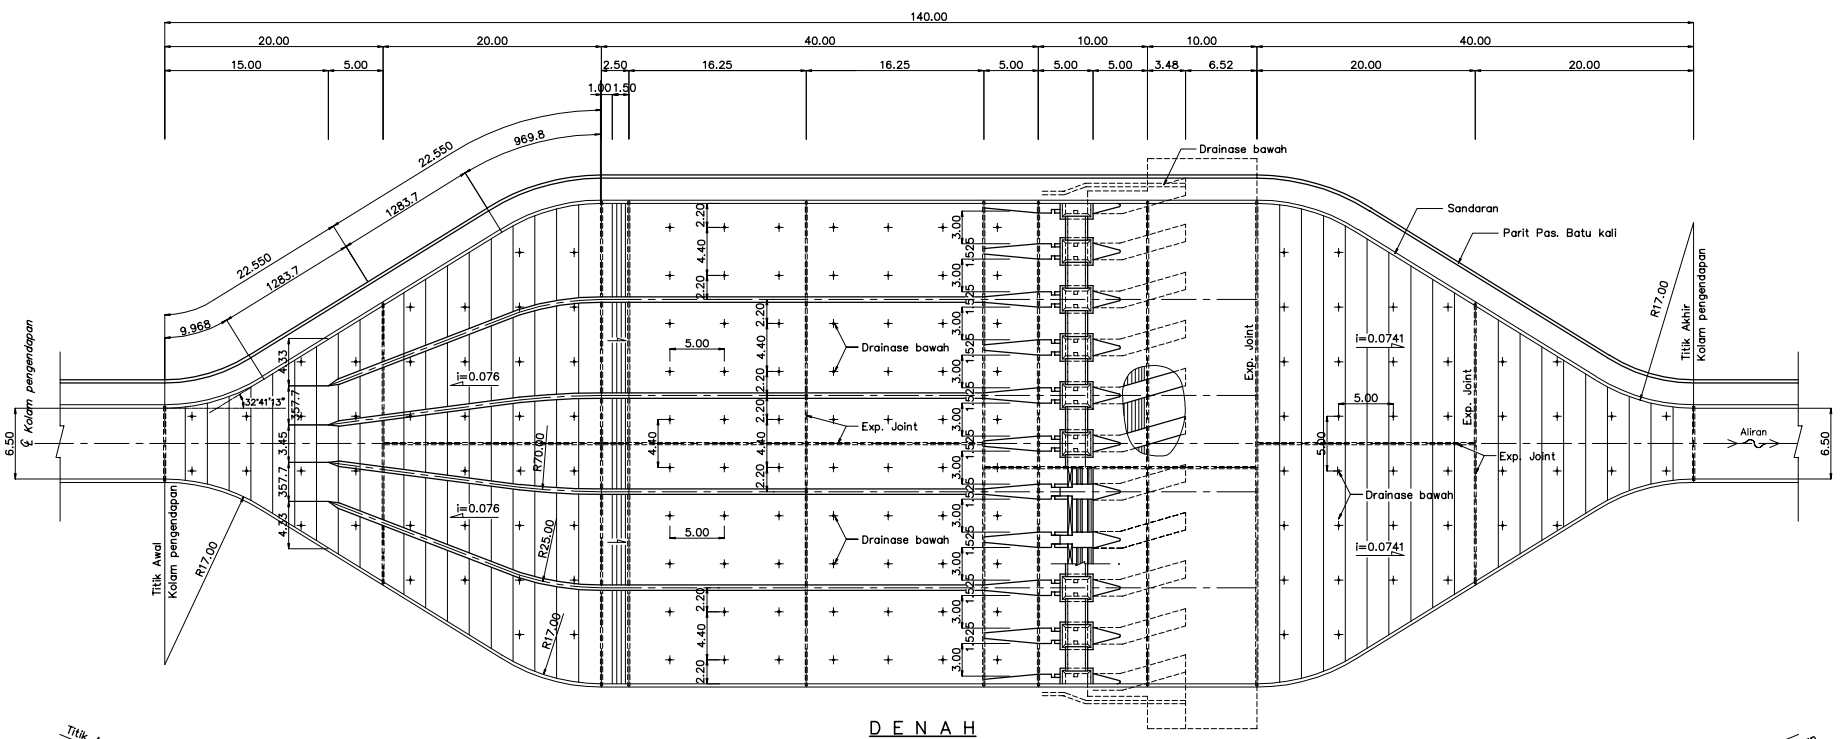 140.00
20.00 20.00 40.00 10.00 10.00 40.00
15.00 5.00 2.50 16.25 16.25 5.00 5.00 5.00 3.48 6.52 20.00 20.00
1.00 1.50
22.550 969.8
1283.7
22.550
1283.7
9.968
Drainase bawah
Sandaran
Parit Pas. Batu kali
R17.00
Titik Akhir
Kolam pengendapan
Kolam pengendapan
6.50
32°41'13"
4.33
357.7
3.45
357.7
4.33
i=0.076
i=0.076
R70.00
R25.00
R17.00
R17.00
Titik Awal
Kolam pengendapan
2.20
4.40
2.20
2.20
4.40
2.20
2.20
4.40
2.20
4.40
2.20
4.40
2.20
5.00
Drainase bawah
Exp. Joint
5.00
Drainase bawah
3.00
1.525
3.00
1.525
3.00
1.525
3.00
1.525
3.00
1.525
3.00
1.525
3.00
1.525
3.00
1.525
3.00
1.525
3.00
Exp. Joint
i=0.0741
5.00
5.00
Exp. Joint
Exp. Joint
Drainase bawah
i=0.0741
Aliran
6.50
D E N A H
Titik